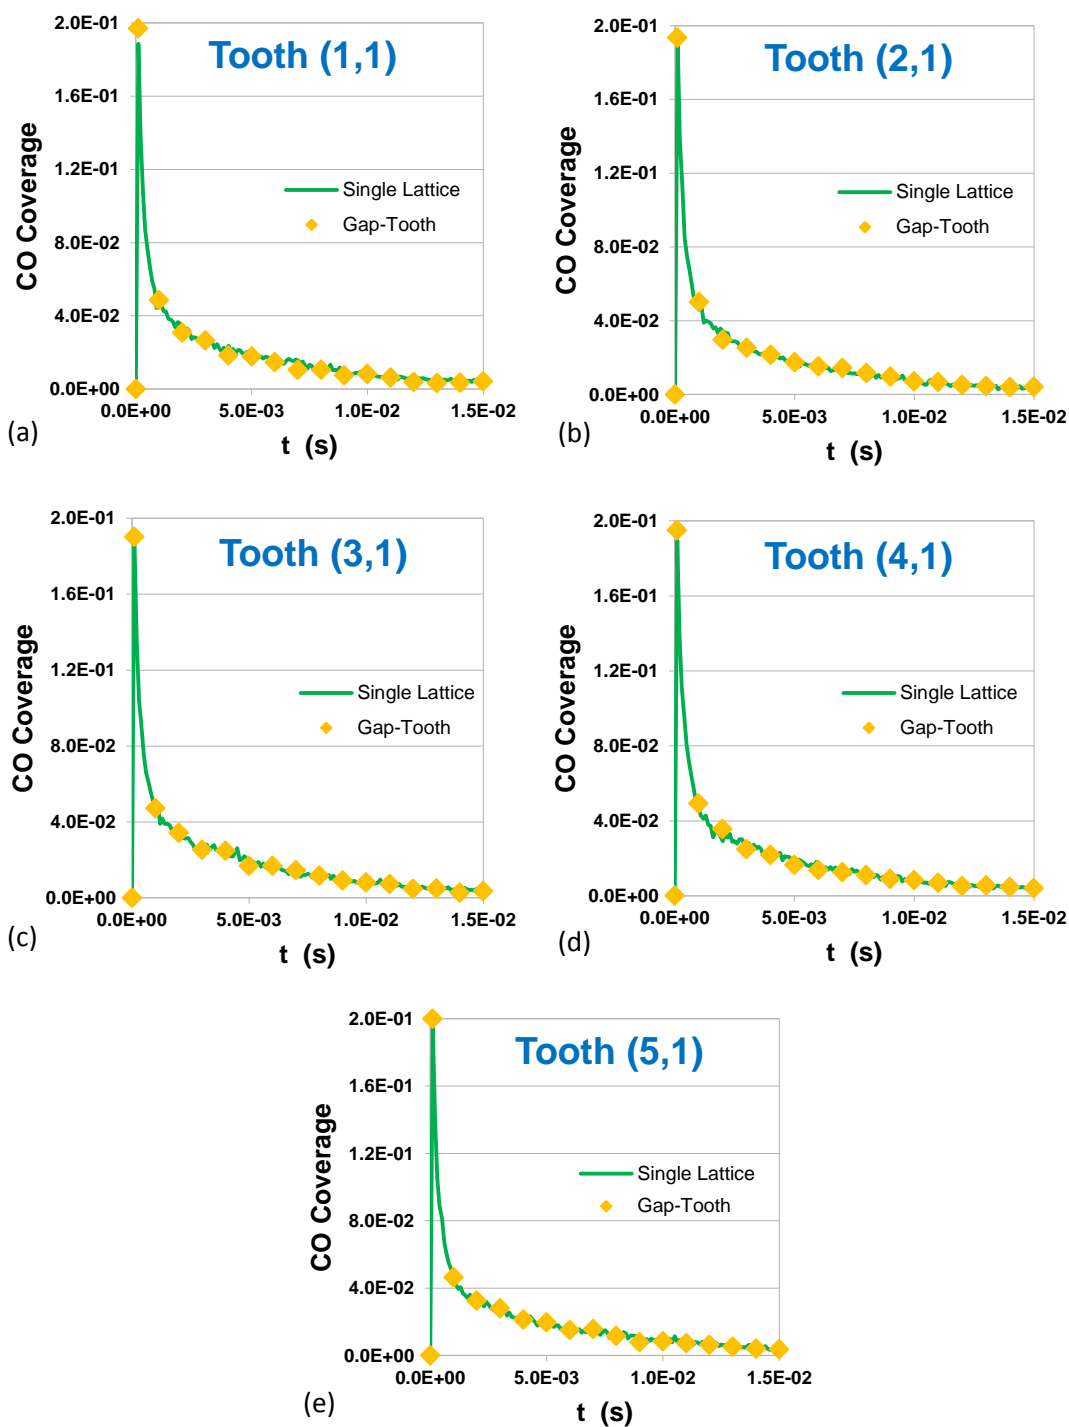 2.0E-01
Tooth (1,1)
1.6E-01
1.2E-01
Single Lattice
Gap-Tooth
8.0E-02
4.0E-02
0.0E+00
CO Coverage
0.0E+00 5.0E-03 1.0E-02 1.5E-02
(a)
t (s)
2.0E-01
Tooth (2,1)
1.6E-01
1.2E-01
Single Lattice
Gap-Tooth
8.0E-02
4.0E-02
0.0E+00
CO Coverage
0.0E+00 5.0E-03 1.0E-02 1.5E-02
(b)
t (s)
2.0E-01
Tooth (3,1)
1.6E-01
1.2E-01
Single Lattice
Gap-Tooth
8.0E-02
4.0E-02
0.0E+00
CO Coverage
0.0E+00 5.0E-03 1.0E-02 1.5E-02
(c)
t (s)
2.0E-01
Tooth (4,1)
1.6E-01
1.2E-01
Single Lattice
Gap-Tooth
8.0E-02
4.0E-02
0.0E+00
CO Coverage
0.0E+00 5.0E-03 1.0E-02 1.5E-02
(d)
t (s)
2.0E-01
Tooth (5,1)
1.6E-01
1.2E-01
Single Lattice
Gap-Tooth
8.0E-02
4.0E-02
0.0E+00
CO Coverage
0.0E+00 5.0E-03 1.0E-02 1.5E-02
(e)
t (s)